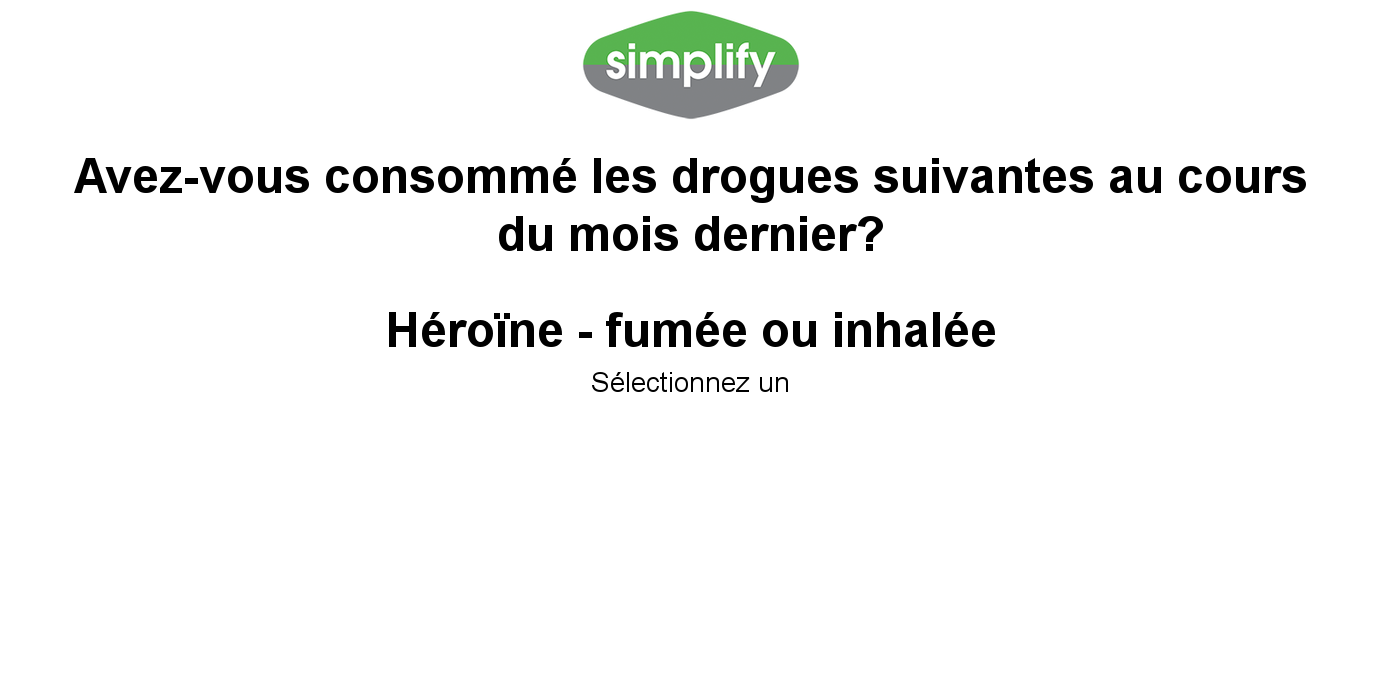 simplify
Avez-vous consommé les drogues suivantes au cours
du mois dernier?
Héroïne - fumée ou inhalée
Sélectionnez un